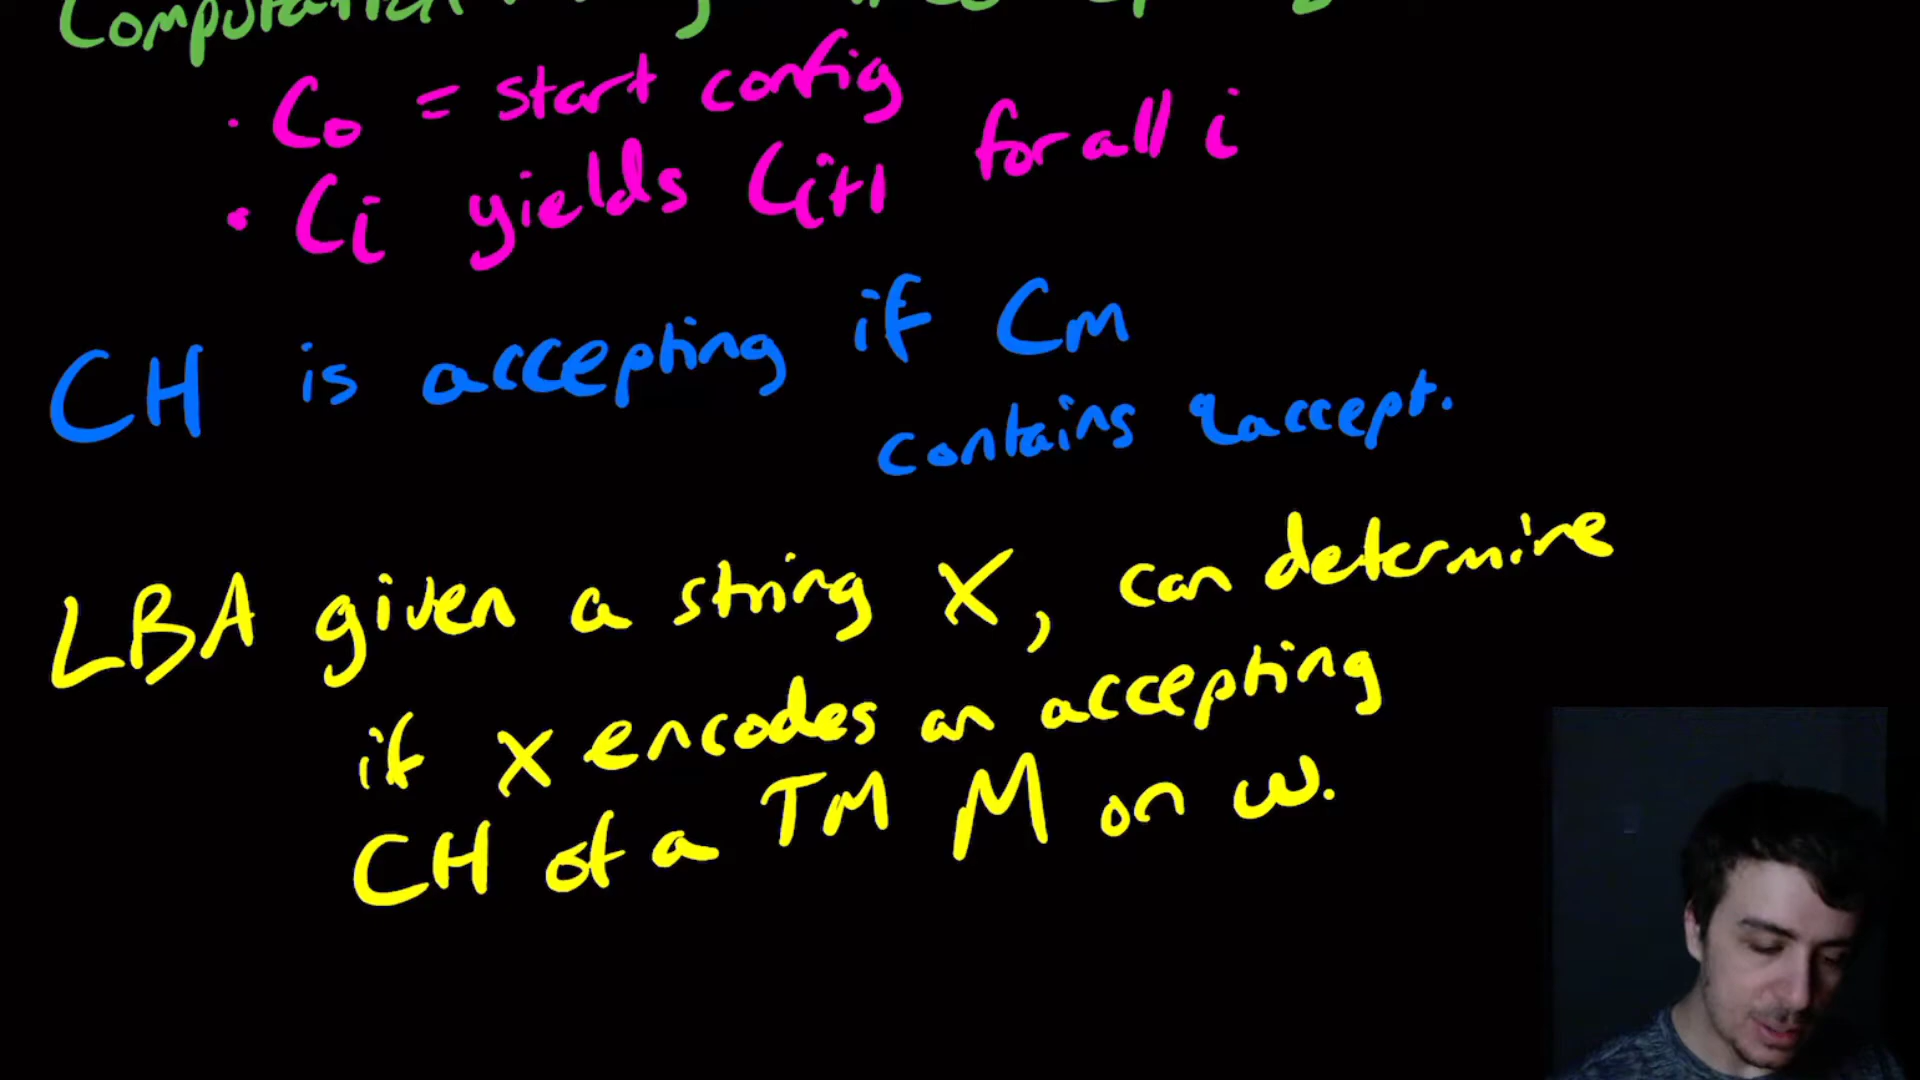 Computation
· C0 = start config
· Ci yields Ci+1 for all i
CH is accepting if Cm
contains qaccept.
LBA given a string X, can determine
if x encodes an accepting
CH of a TM M on w.